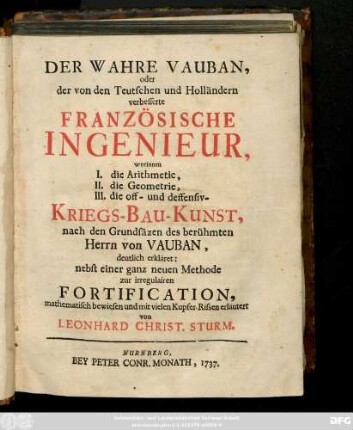 DER WAHRE VAUBAN,
oder
der von den Teutschen und Holländern
verbesserte
FRANZÖSISCHE
INGENIEUR,
worinnen
I. die Arithmetic,
II. die Geometrie,
III. die off- und deffensiv-
KRIEGS-BAU-KUNST,
nach den Grundsäzen des berühmten
Herrn von VAUBAN,
deutlich erkläret:
nebst einer ganz neuen Methode
zur irregulairen
FORTIFICATION,
mathematisch bewiesen und mit vielen Kupfer-Rissen erläutert
von
LEONHARD CHRIST. STURM.
NURNBERG,
BEY PETER CONR. MONATH, 1737.